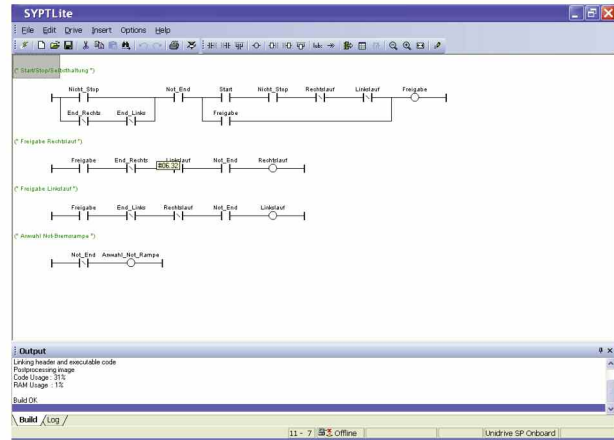 SYPTLite
File Edit Drive Insert Options Help
(* Start/Stop/Selbsthaltung *)
Nicht_Stop Not_End Start Nicht_Stop Rechtslauf Linkslauf Freigabe
End_Rechts End_Links Freigabe
(* Freigabe Rechtslauf *)
Freigabe End_Rechts Linkslauf Not_End Rechtslauf
#06.32
(* Freigabe Linkslauf *)
Freigabe End_Links Rechtslauf Not_End Linkslauf
(* Anwahl NotBremsrampe *)
Not_End Anwahl_Not_Rampe
Output
Linking header and executable code
Postprocessing image
Code Usage : 31%
RAM Usage : 1%
Build OK
Build Log
11 - 7 Offline Unidrive SP Onboard